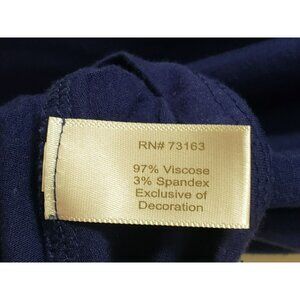 RN# 73163
97% Viscose
3% Spandex
Exclusive of
Decoration